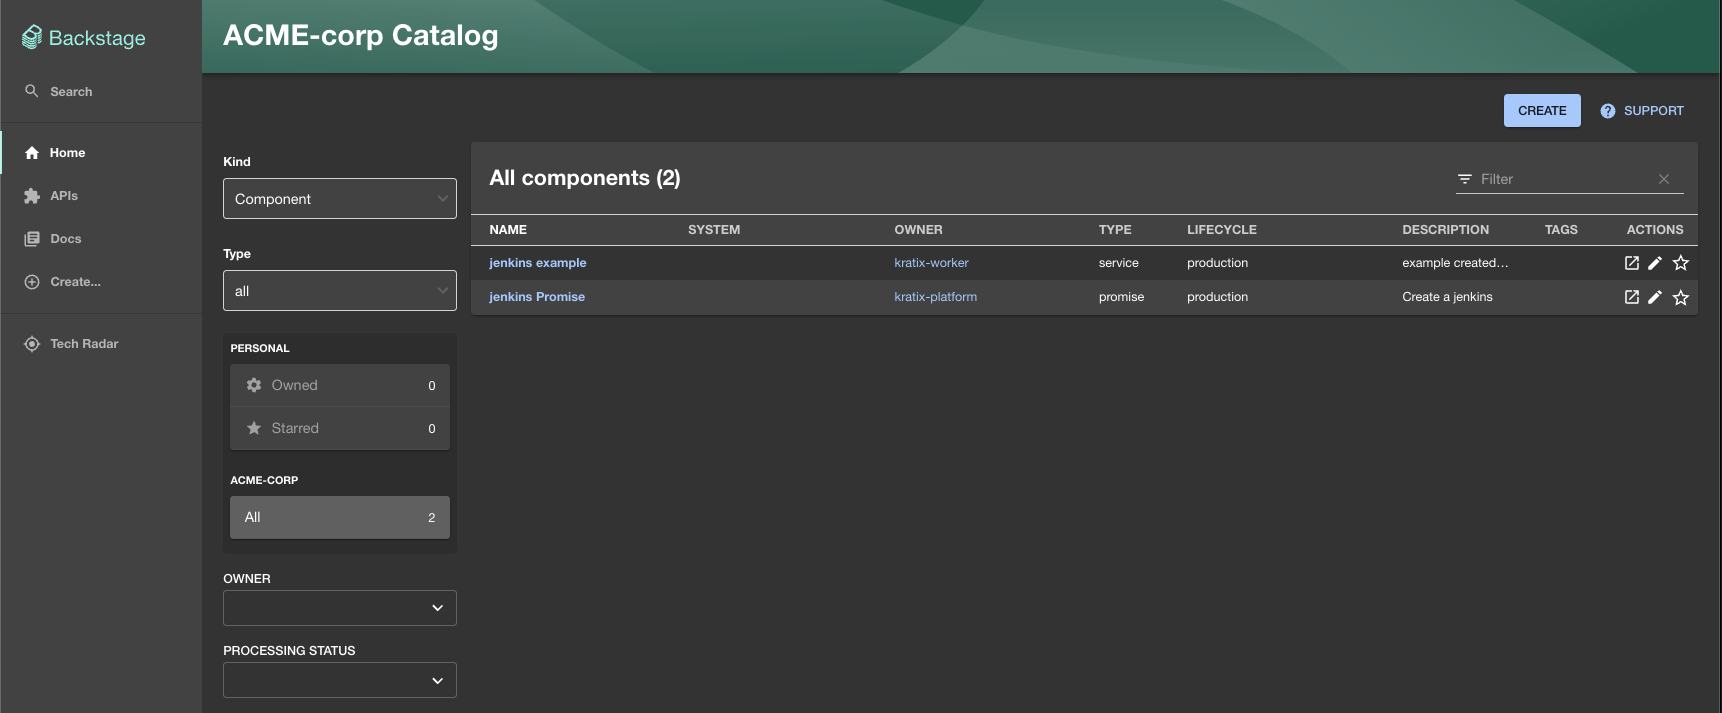 Backstage
Search
Home
APIs
Docs
Create...
Tech Radar
ACME-corp Catalog
CREATE
SUPPORT
Kind
Component
Type
all
PERSONAL
Owned 0
Starred 0
ACME-CORP
All 2
OWNER
PROCESSING STATUS
All components (2)
Filter
NAME SYSTEM OWNER TYPE LIFECYCLE DESCRIPTION TAGS ACTIONS
jenkins example kratix-worker service production example created...
jenkins Promise kratix-platform promise production Create a jenkins